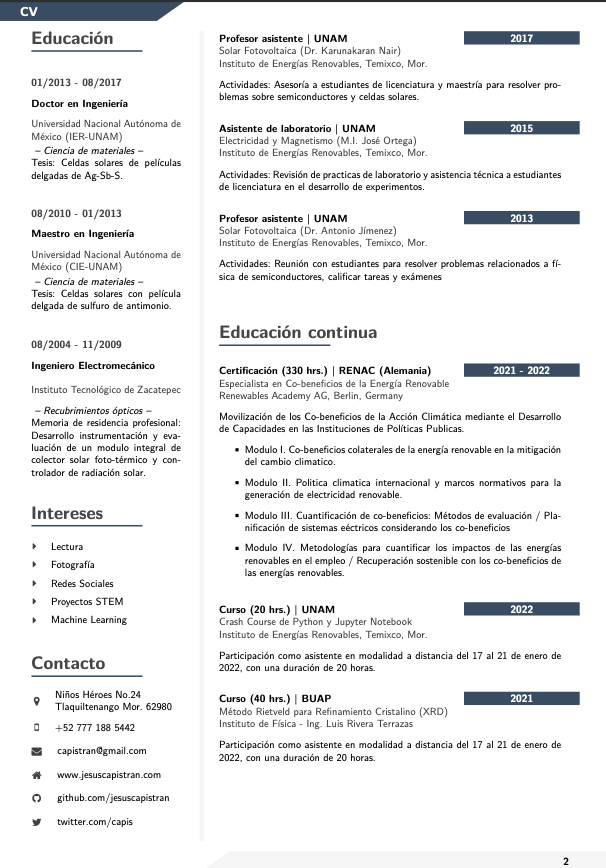 CV
Educación
01/2013 - 08/2017
Doctor en Ingeniería
Universidad Nacional Autónoma de
México (IER-UNAM)
– Ciencia de materiales –
Tesis: Celdas solares de películas
delgadas de Ag-Sb-S.
08/2010 - 01/2013
Maestro en Ingeniería
Universidad Nacional Autónoma de
México (CIE-UNAM)
– Ciencia de materiales –
Tesis: Celdas solares con película
delgada de sulfuro de antimonio.
08/2004 - 11/2009
Ingeniero Electromecánico
Instituto Tecnológico de Zacatepec
– Recubrimientos ópticos –
Memoria de residencia profesional:
Desarrollo instrumentación y eva-
luación de un modulo integral de
colector solar foto-térmico y con-
trolador de radiación solar.
Intereses
Lectura
Fotografía
Redes Sociales
Proyectos STEM
Machine Learning
Contacto
Niños Héroes No.24
Tlaquiltenango Mor. 62980
+52 777 188 5442
capistran@gmail.com
www.jesuscapistran.com
github.com/jesuscapistran
twitter.com/capis
Profesor asistente | UNAM
2017
Solar Fotovoltaica (Dr. Karunakaran Nair)
Instituto de Energías Renovables, Temixco, Mor.
Actividades: Asesoría a estudiantes de licenciatura y maestría para resolver pro-
blemas sobre semiconductores y celdas solares.
Asistente de laboratorio | UNAM
2015
Electricidad y Magnetismo (M.I. José Ortega)
Instituto de Energías Renovables, Temixco, Mor.
Actividades: Revisión de practicas de laboratorio y asistencia técnica a estudiantes
de licenciatura en el desarrollo de experimentos.
Profesor asistente | UNAM
2013
Solar Fotovoltaica (Dr. Antonio Jímenez)
Instituto de Energías Renovables, Temixco, Mor.
Actividades: Reunión con estudiantes para resolver problemas relacionados a fí-
sica de semiconductores, calificar tareas y exámenes
Educación continua
Certificación (330 hrs.) | RENAC (Alemania)
2021 - 2022
Especialista en Co-beneficios de la Energía Renovable
Renewables Academy AG, Berlin, Germany
Movilización de los Co-beneficios de la Acción Climática mediante el Desarrollo
de Capacidades en las Instituciones de Políticas Publicas.
▪ Modulo I. Co-beneficios colaterales de la energía renovable en la mitigación
del cambio climatico.
▪ Modulo II. Politica climatica internacional y marcos normativos para la
generación de electricidad renovable.
▪ Modulo III. Cuantificación de co-beneficios: Métodos de evaluación / Pla-
nificación de sistemas eéctricos considerando los co-beneficios
▪ Modulo IV. Metodologías para cuantificar los impactos de las energías
renovables en el empleo / Recuperación sostenible con los co-beneficios de
las energías renovables.
Curso (20 hrs.) | UNAM
2022
Crash Course de Python y Jupyter Notebook
Instituto de Energías Renovables, Temixco, Mor.
Participación como asistente en modalidad a distancia del 17 al 21 de enero de
2022, con una duración de 20 horas.
Curso (40 hrs.) | BUAP
2021
Método Rietveld para Refinamiento Cristalino (XRD)
Instituto de Física - Ing. Luis Rivera Terrazas
Participación como asistente en modalidad a distancia del 17 al 21 de enero de
2022, con una duración de 20 horas.
2